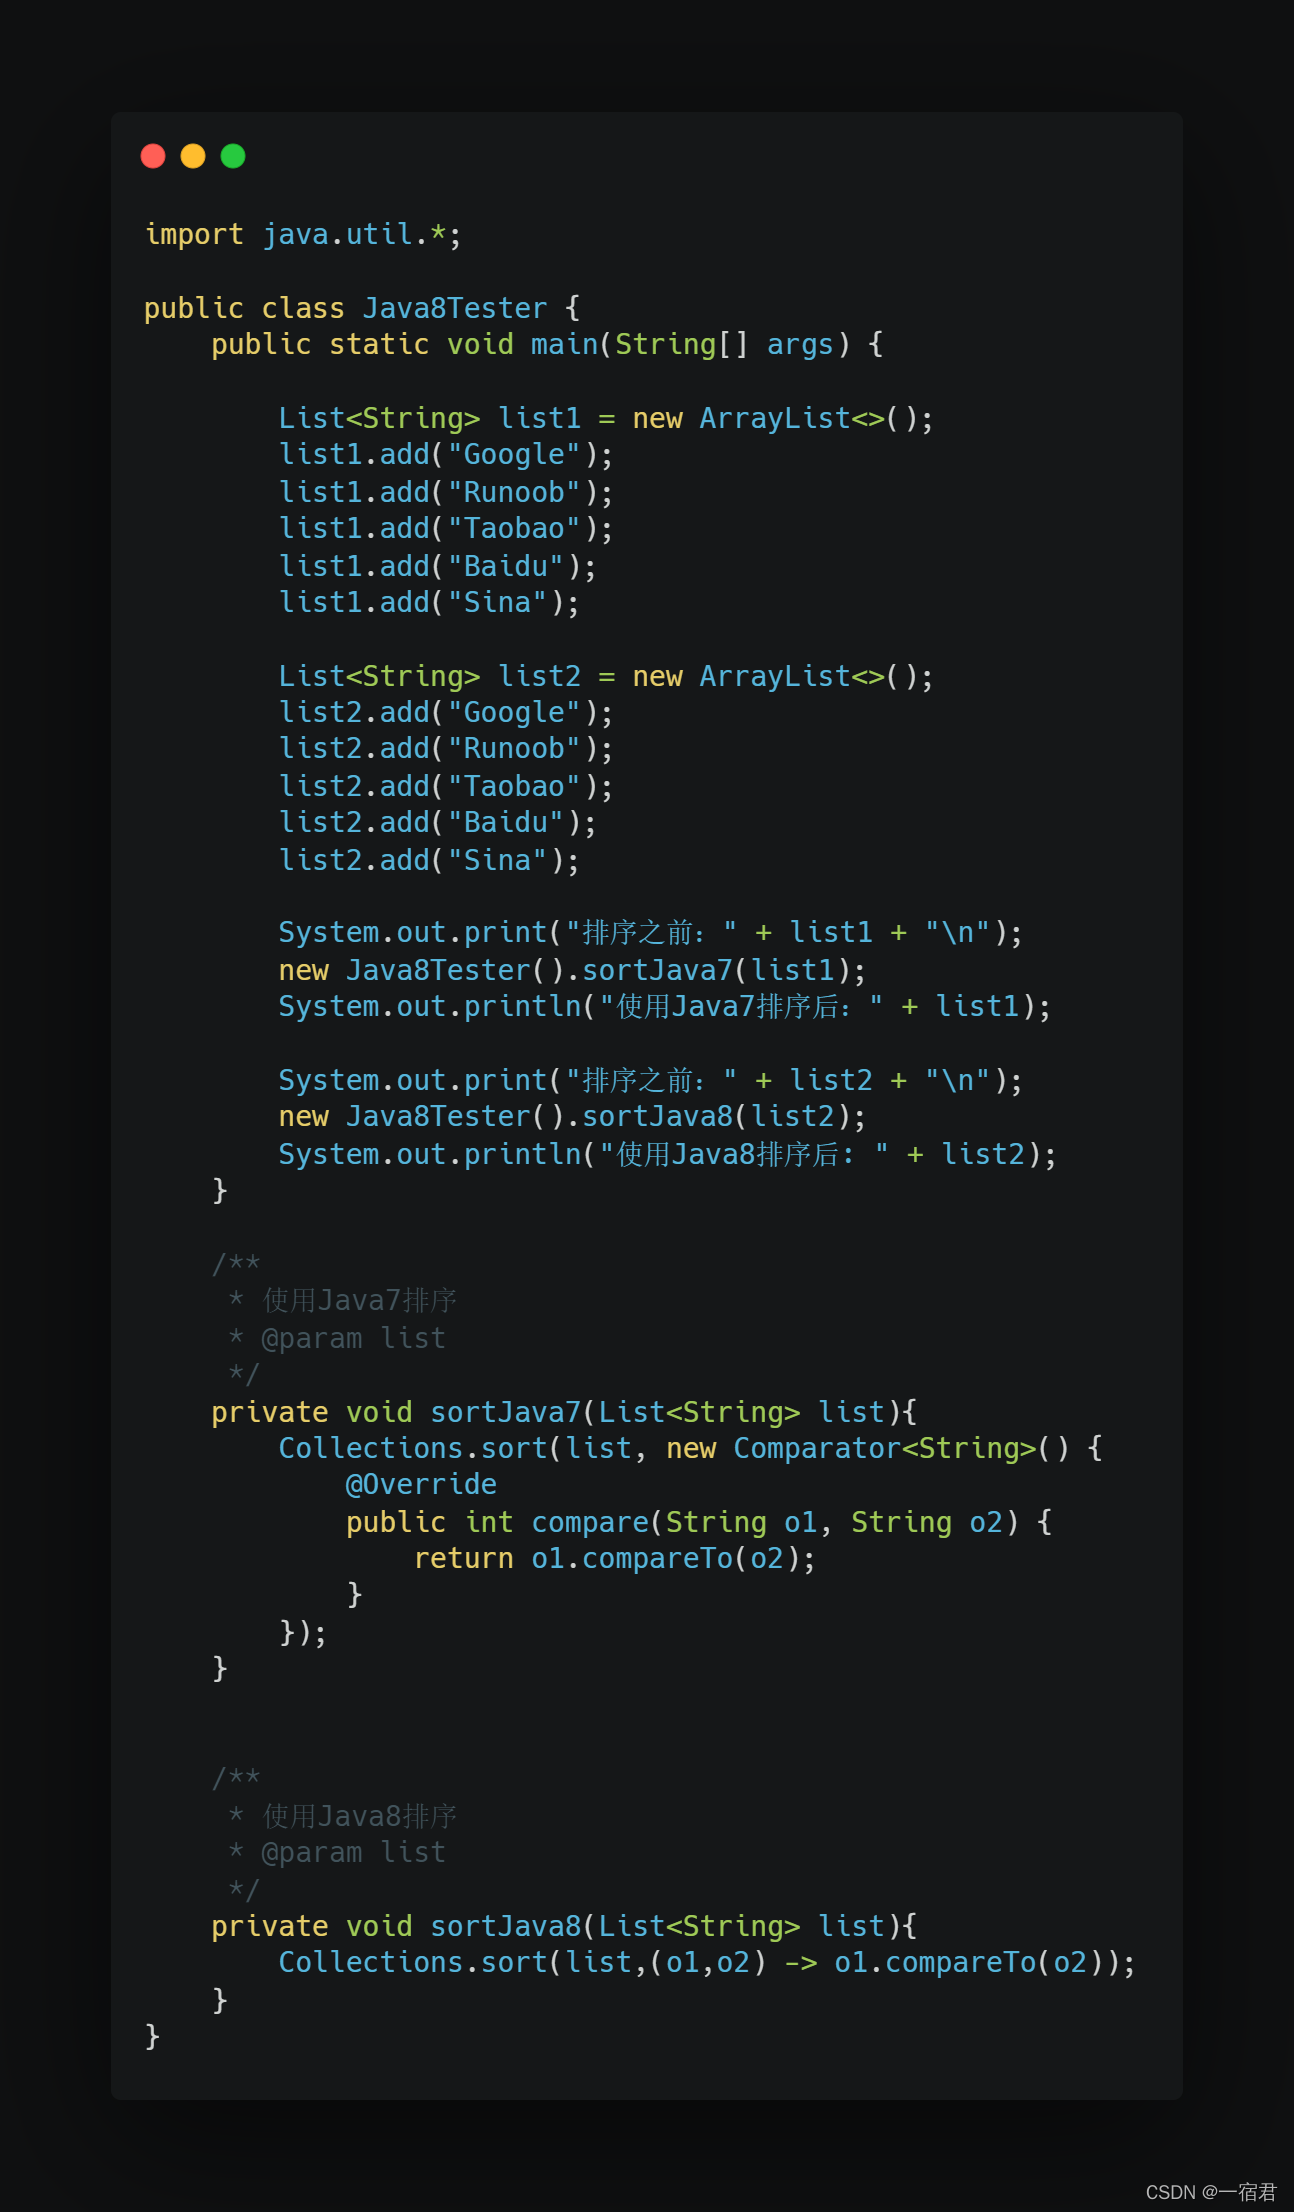 import java.util.*;

public class Java8Tester {
    public static void main(String[] args) {

        List<String> list1 = new ArrayList<>();
        list1.add("Google");
        list1.add("Runoob");
        list1.add("Taobao");
        list1.add("Baidu");
        list1.add("Sina");

        List<String> list2 = new ArrayList<>();
        list2.add("Google");
        list2.add("Runoob");
        list2.add("Taobao");
        list2.add("Baidu");
        list2.add("Sina");

        System.out.print("排序之前：" + list1 + "\n");
        new Java8Tester().sortJava7(list1);
        System.out.println("使用Java7排序后：" + list1);

        System.out.print("排序之前：" + list2 + "\n");
        new Java8Tester().sortJava8(list2);
        System.out.println("使用Java8排序后: " + list2);
    }

    /**
     * 使用Java7排序
     * @param list
     */
    private void sortJava7(List<String> list){
        Collections.sort(list, new Comparator<String>() {
            @Override
            public int compare(String o1, String o2) {
                return o1.compareTo(o2);
            }
        });
    }


    /**
     * 使用Java8排序
     * @param list
     */
    private void sortJava8(List<String> list){
        Collections.sort(list,(o1,o2) -> o1.compareTo(o2));
    }
}
CSDN @一宿君